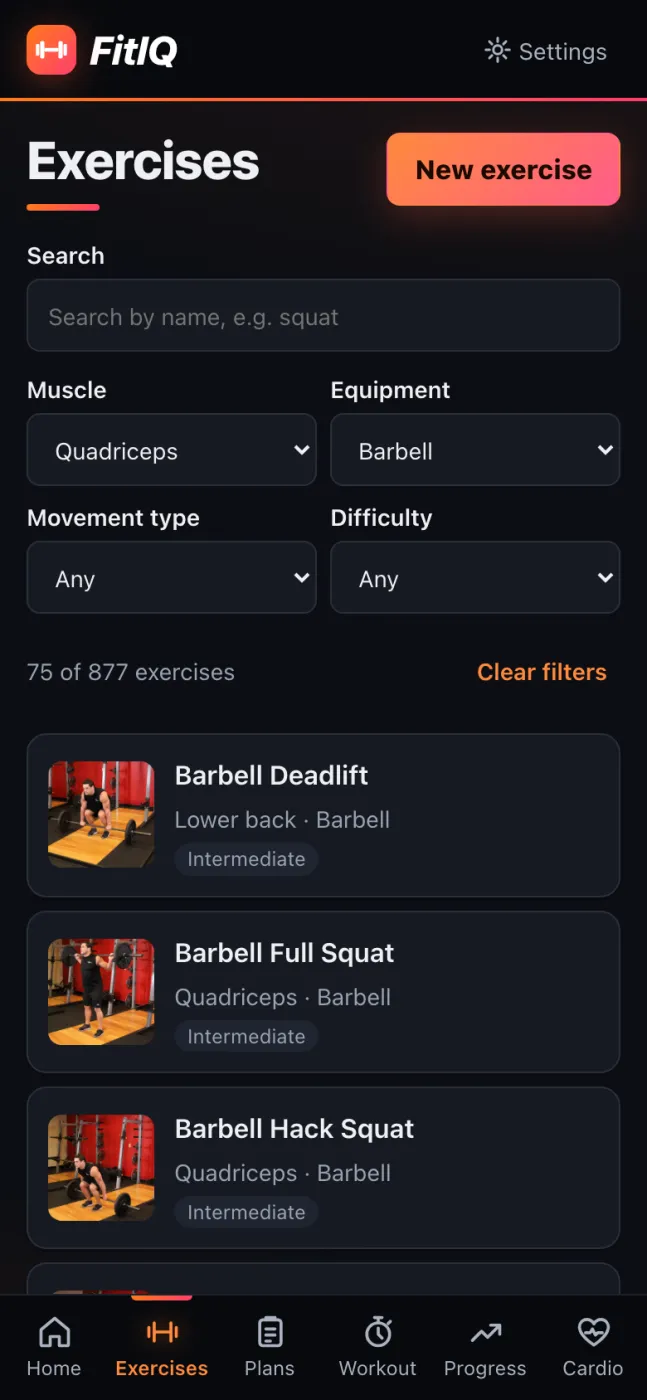 FitIQ
Settings
Exercises
New exercise
Search
Search by name, e.g. squat
Muscle
Equipment
Quadriceps
Barbell
Movement type
Difficulty
Any
Any
75 of 877 exercises
Clear filters
Barbell Deadlift
Lower back · Barbell
Intermediate
Barbell Full Squat
Quadriceps · Barbell
Intermediate
Barbell Hack Squat
Quadriceps · Barbell
Intermediate
Home
Exercises
Plans
Workout
Progress
Cardio